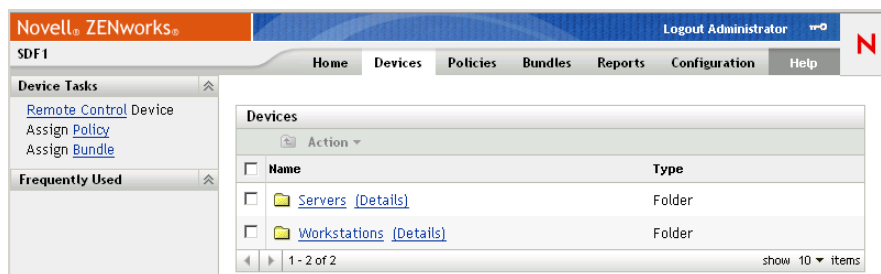 Novell® ZENworks®
Logout Administrator
N
SDF1
Home Devices Policies Bundles Reports Configuration Help
Device Tasks
Remote Control Device
Assign Policy
Assign Bundle
Frequently Used
Devices
Action
Name Type
Servers (Details) Folder
Workstations (Details) Folder
1 - 2 of 2 show 10 items